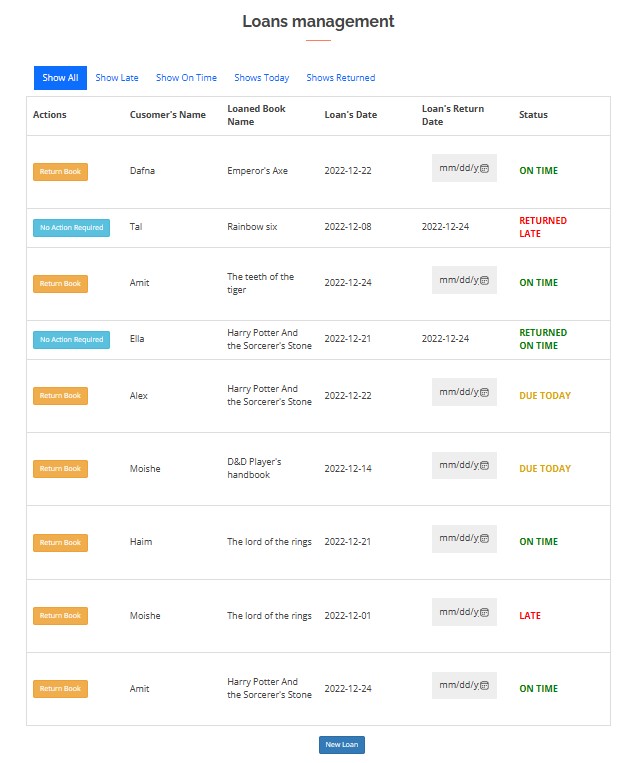 Loans management
Show All Show Late Show On Time Shows Today Shows Returned
Actions Cusomer's Name Loaned Book Name Loan's Date Loan's Return Date Status
Return Book Dafna Emperor's Axe 2022-12-22 mm/dd/y ON TIME
No Action Required Tal Rainbow six 2022-12-08 2022-12-24 RETURNED LATE
Return Book Amit The teeth of the tiger 2022-12-24 mm/dd/y ON TIME
No Action Required Ella Harry Potter And the Sorcerer's Stone 2022-12-21 2022-12-24 RETURNED ON TIME
Return Book Alex Harry Potter And the Sorcerer's Stone 2022-12-22 mm/dd/y DUE TODAY
Return Book Moishe D&D Player's handbook 2022-12-14 mm/dd/y DUE TODAY
Return Book Haim The lord of the rings 2022-12-21 mm/dd/y ON TIME
Return Book Moishe The lord of the rings 2022-12-01 mm/dd/y LATE
Return Book Amit Harry Potter And the Sorcerer's Stone 2022-12-24 mm/dd/y ON TIME
New Loan